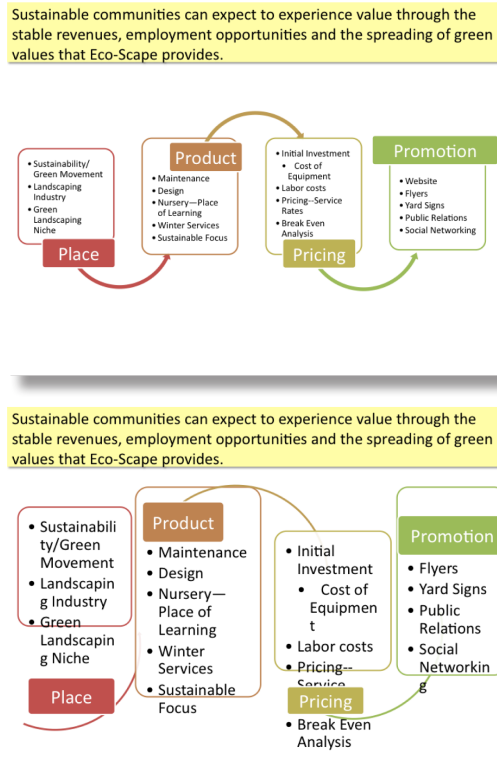 Sustainable communities can expect to experience value through the
stable revenues, employment opportunities and the spreading of green
values that Eco-Scape provides.
• Sustainability/
Green Movement
• Landscaping
Industry
• Green
Landscaping
Niche
Place
Product
• Maintenance
• Design
• Nursery—Place
of Learning
• Winter Services
• Sustainable Focus
• Initial Investment
• Cost of
Equipment
• Labor costs
• Pricing--Service
Rates
• Break Even
Analysis
Pricing
Promotion
• Website
• Flyers
• Yard Signs
• Public Relations
• Social Networking
Sustainable communities can expect to experience value through the
stable revenues, employment opportunities and the spreading of green
values that Eco-Scape provides.
• Sustainabili
ty/Green
Movement
• Landscapin
g Industry
• Green
Landscapin
g Niche
Place
Product
• Maintenance
• Design
• Nursery—
Place of
Learning
• Winter
Services
• Sustainable
Focus
• Initial
Investment
• Cost of
Equipmen
t
• Labor costs
• Pricing--
Service
Pricing
• Break Even
Analysis
Promotion
• Flyers
• Yard Signs
• Public
Relations
• Social
Networkin
g